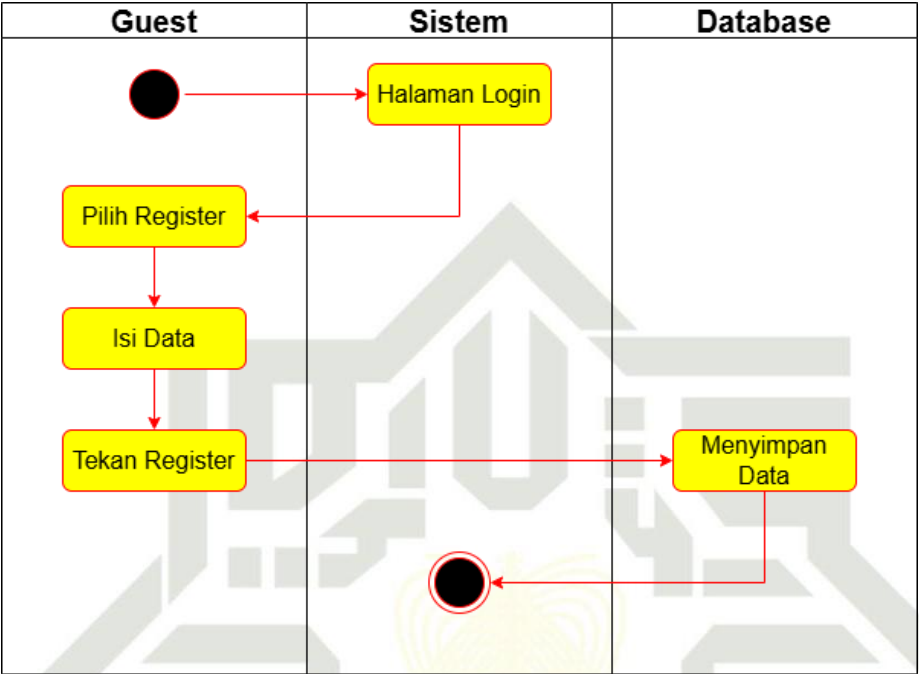 Guest
Sistem
Database
Halaman Login
Pilih Register
Isi Data
Tekan Register
Menyimpan
Data